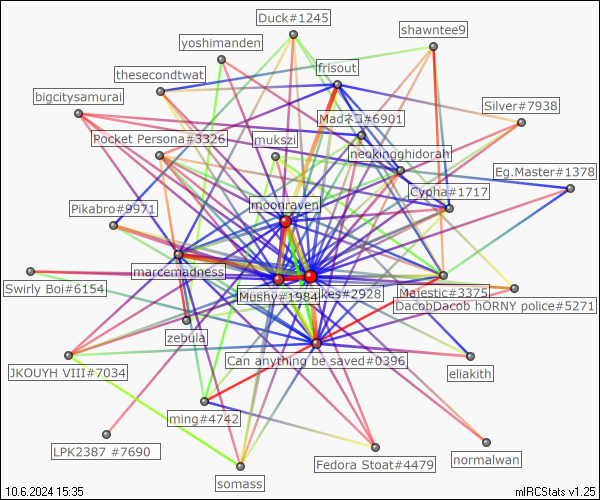 Duck#1245
shawntee9
yoshimanden
frisout
thesecondtwat
bigcitysamurai
Silver#7938
Madネコ#6901
Pocket Persona#3326
mukszi
neokingghidorah
Eg.Master#1378
Cypha#1717
moonraven
Pikabro#9971
marcemadness
Swirly Boi#6154
Mushy#1984
kes#2928
Majestic#3375
DacobDacob hORNY police#5271
zebula
Can anything be saved#0396
JKOUYH VIII#7034
eliakith
ming#4742
LPK2387 #7690
Fedora Stoat#4479
normalwan
somass
10.6.2024 15:35
mIRCStats v1.25